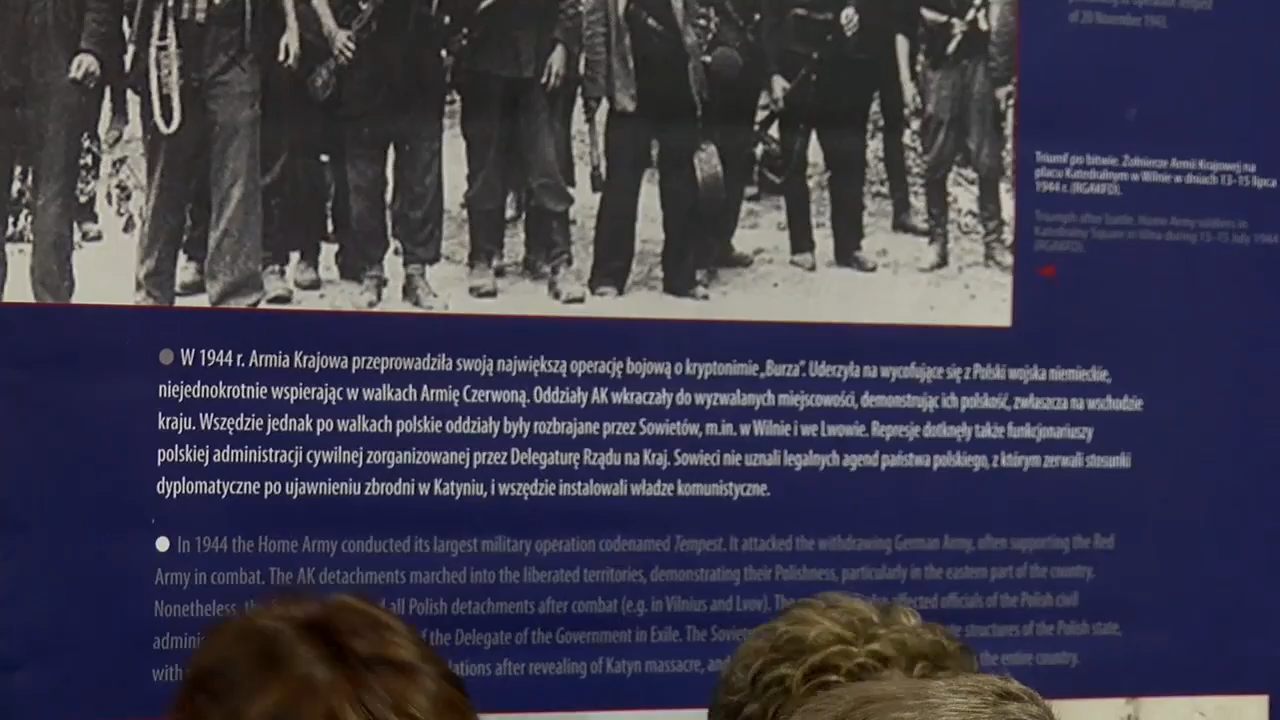 of 20 November 1943.
Triumf po bitwie. Żołnierze Armii Krajowej na
placu Katedralnym w Wilnie w dniach 13-15 lipca
1944 r. (RGAKFD).
Triumph after battle. Home Army soldiers in
Katedralny Square in Vilna during 13-15 July 1944
(RGAKFD).
W 1944 r. Armia Krajowa przeprowadziła swoją największą operację bojową o kryptonimie „Burza”. Uderzyła na wycofujące się z Polski wojska niemieckie,
niejednokrotnie wspierając w walkach Armię Czerwoną. Oddziały AK wkraczały do wyzwalanych miejscowości, demonstrując ich polskość, zwłaszcza na wschodzie
kraju. Wszędzie jednak po walkach polskie oddziały były rozbrajane przez Sowietów, m.in. w Wilnie i we Lwowie. Represje dotknęły także funkcjonariuszy
polskiej administracji cywilnej zorganizowanej przez Delegaturę Rządu na Kraj. Sowieci nie uznali legalnych agend państwa polskiego, z którym zerwali stosunki
dyplomatyczne po ujawnieniu zbrodni w Katyniu, i wszędzie instalowali władze komunistyczne.
In 1944 the Home Army conducted its largest military operation codenamed Tempest. It attacked the withdrawing German Army, often supporting the Red
Army in combat. The AK detachments marched into the liberated territories, demonstrating their Polishness, particularly in the eastern part of the country.
Nonetheless, all Polish detachments after combat (e.g. in Vilnius and Lvov). The affected officials of the Polish civil
the Delegate of the Government in Exile. The structures of the Polish state,
with after revealing of Katyn massacre, the entire country.